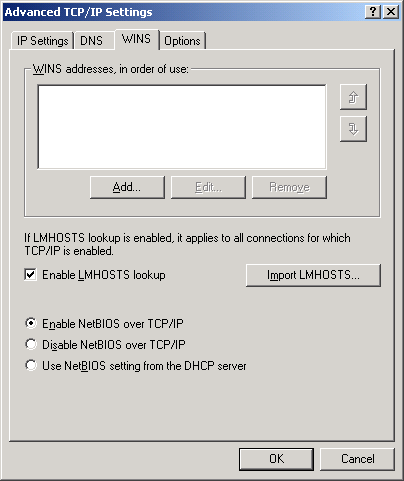 Advanced TCP/IP Settings
IP Settings DNS WINS Options
WINS addresses, in order of use:
Add... Edit... Remove
If LMHOSTS lookup is enabled, it applies to all connections for which
TCP/IP is enabled.
Enable LMHOSTS lookup Import LMHOSTS...
Enable NetBIOS over TCP/IP
Disable NetBIOS over TCP/IP
Use NetBIOS setting from the DHCP server
OK Cancel